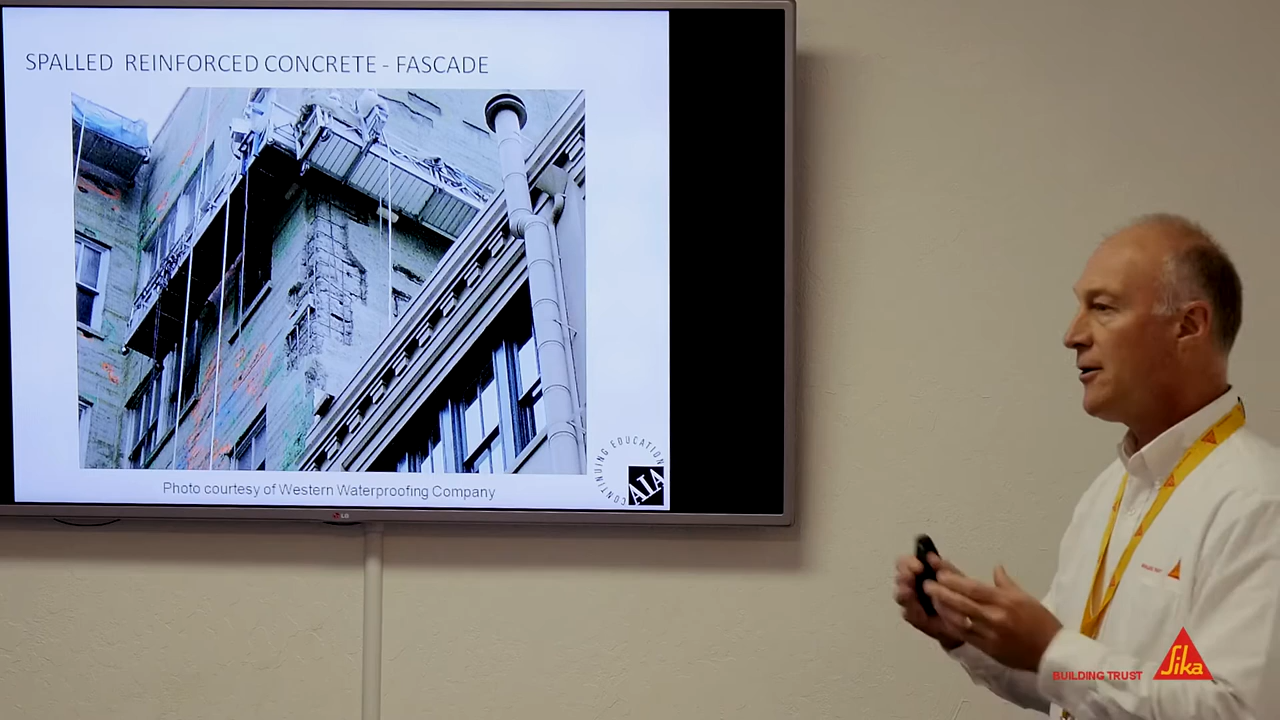 SPALLED REINFORCED CONCRETE - FASCADE
CONTINUING EDUCATION
AIA
Photo courtesy of Western Waterproofing Company
LG
BUILDING TRUST
Sika